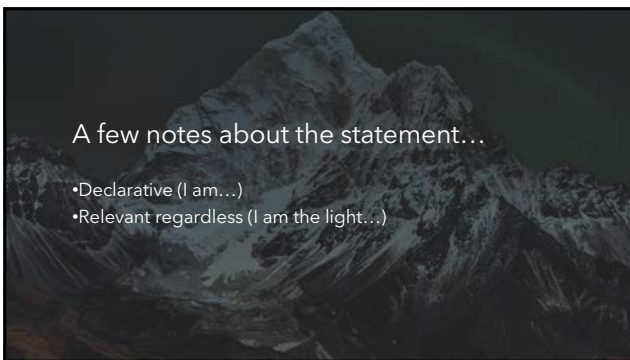 A few notes about the statement…
•Declarative (I am…)
•Relevant regardless (I am the light…)